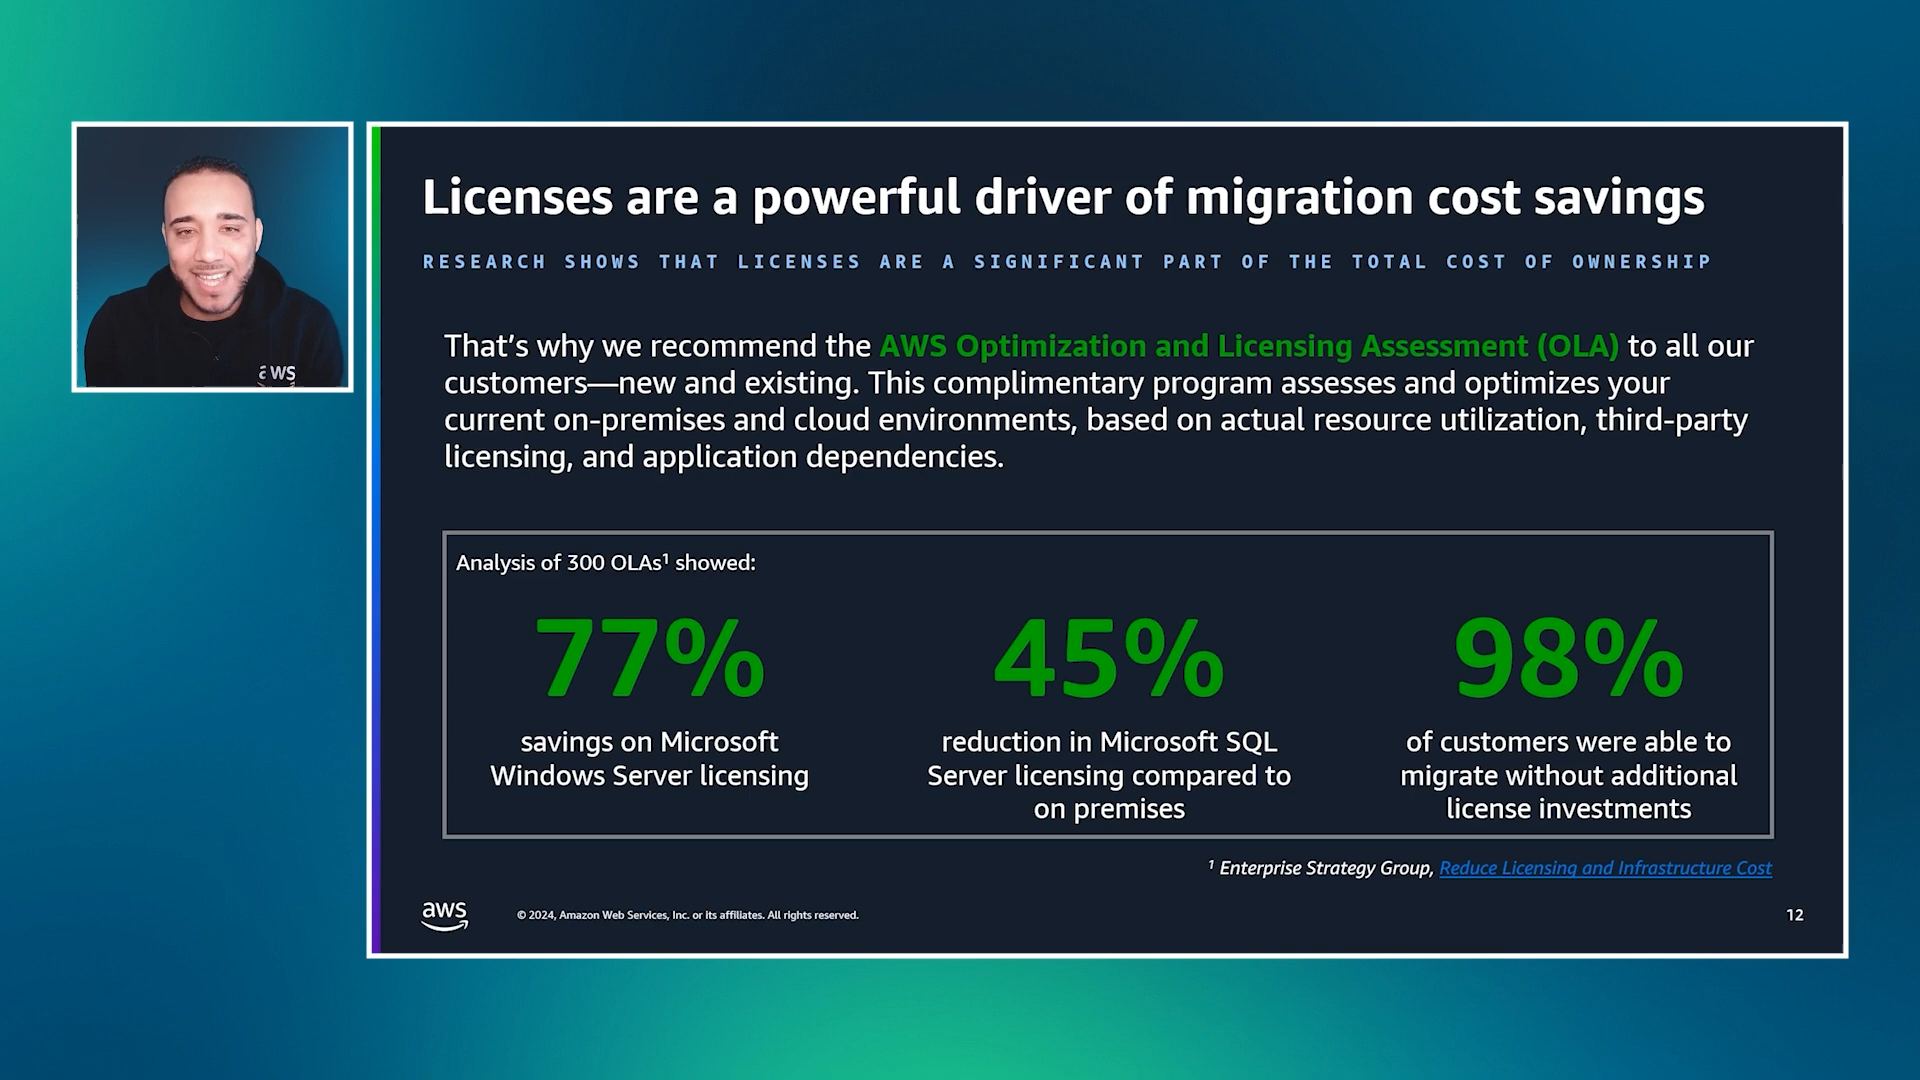 aws
Licenses are a powerful driver of migration cost savings
RESEARCH SHOWS THAT LICENSES ARE A SIGNIFICANT PART OF THE TOTAL COST OF OWNERSHIP
That’s why we recommend the AWS Optimization and Licensing Assessment (OLA) to all our
customers—new and existing. This complimentary program assesses and optimizes your
current on-premises and cloud environments, based on actual resource utilization, third-party
licensing, and application dependencies.
Analysis of 300 OLAs¹ showed:
77%
savings on Microsoft
Windows Server licensing
45%
reduction in Microsoft SQL
Server licensing compared to
on premises
98%
of customers were able to
migrate without additional
license investments
¹ Enterprise Strategy Group, Reduce Licensing and Infrastructure Cost
aws
© 2024, Amazon Web Services, Inc. or its affiliates. All rights reserved.
12